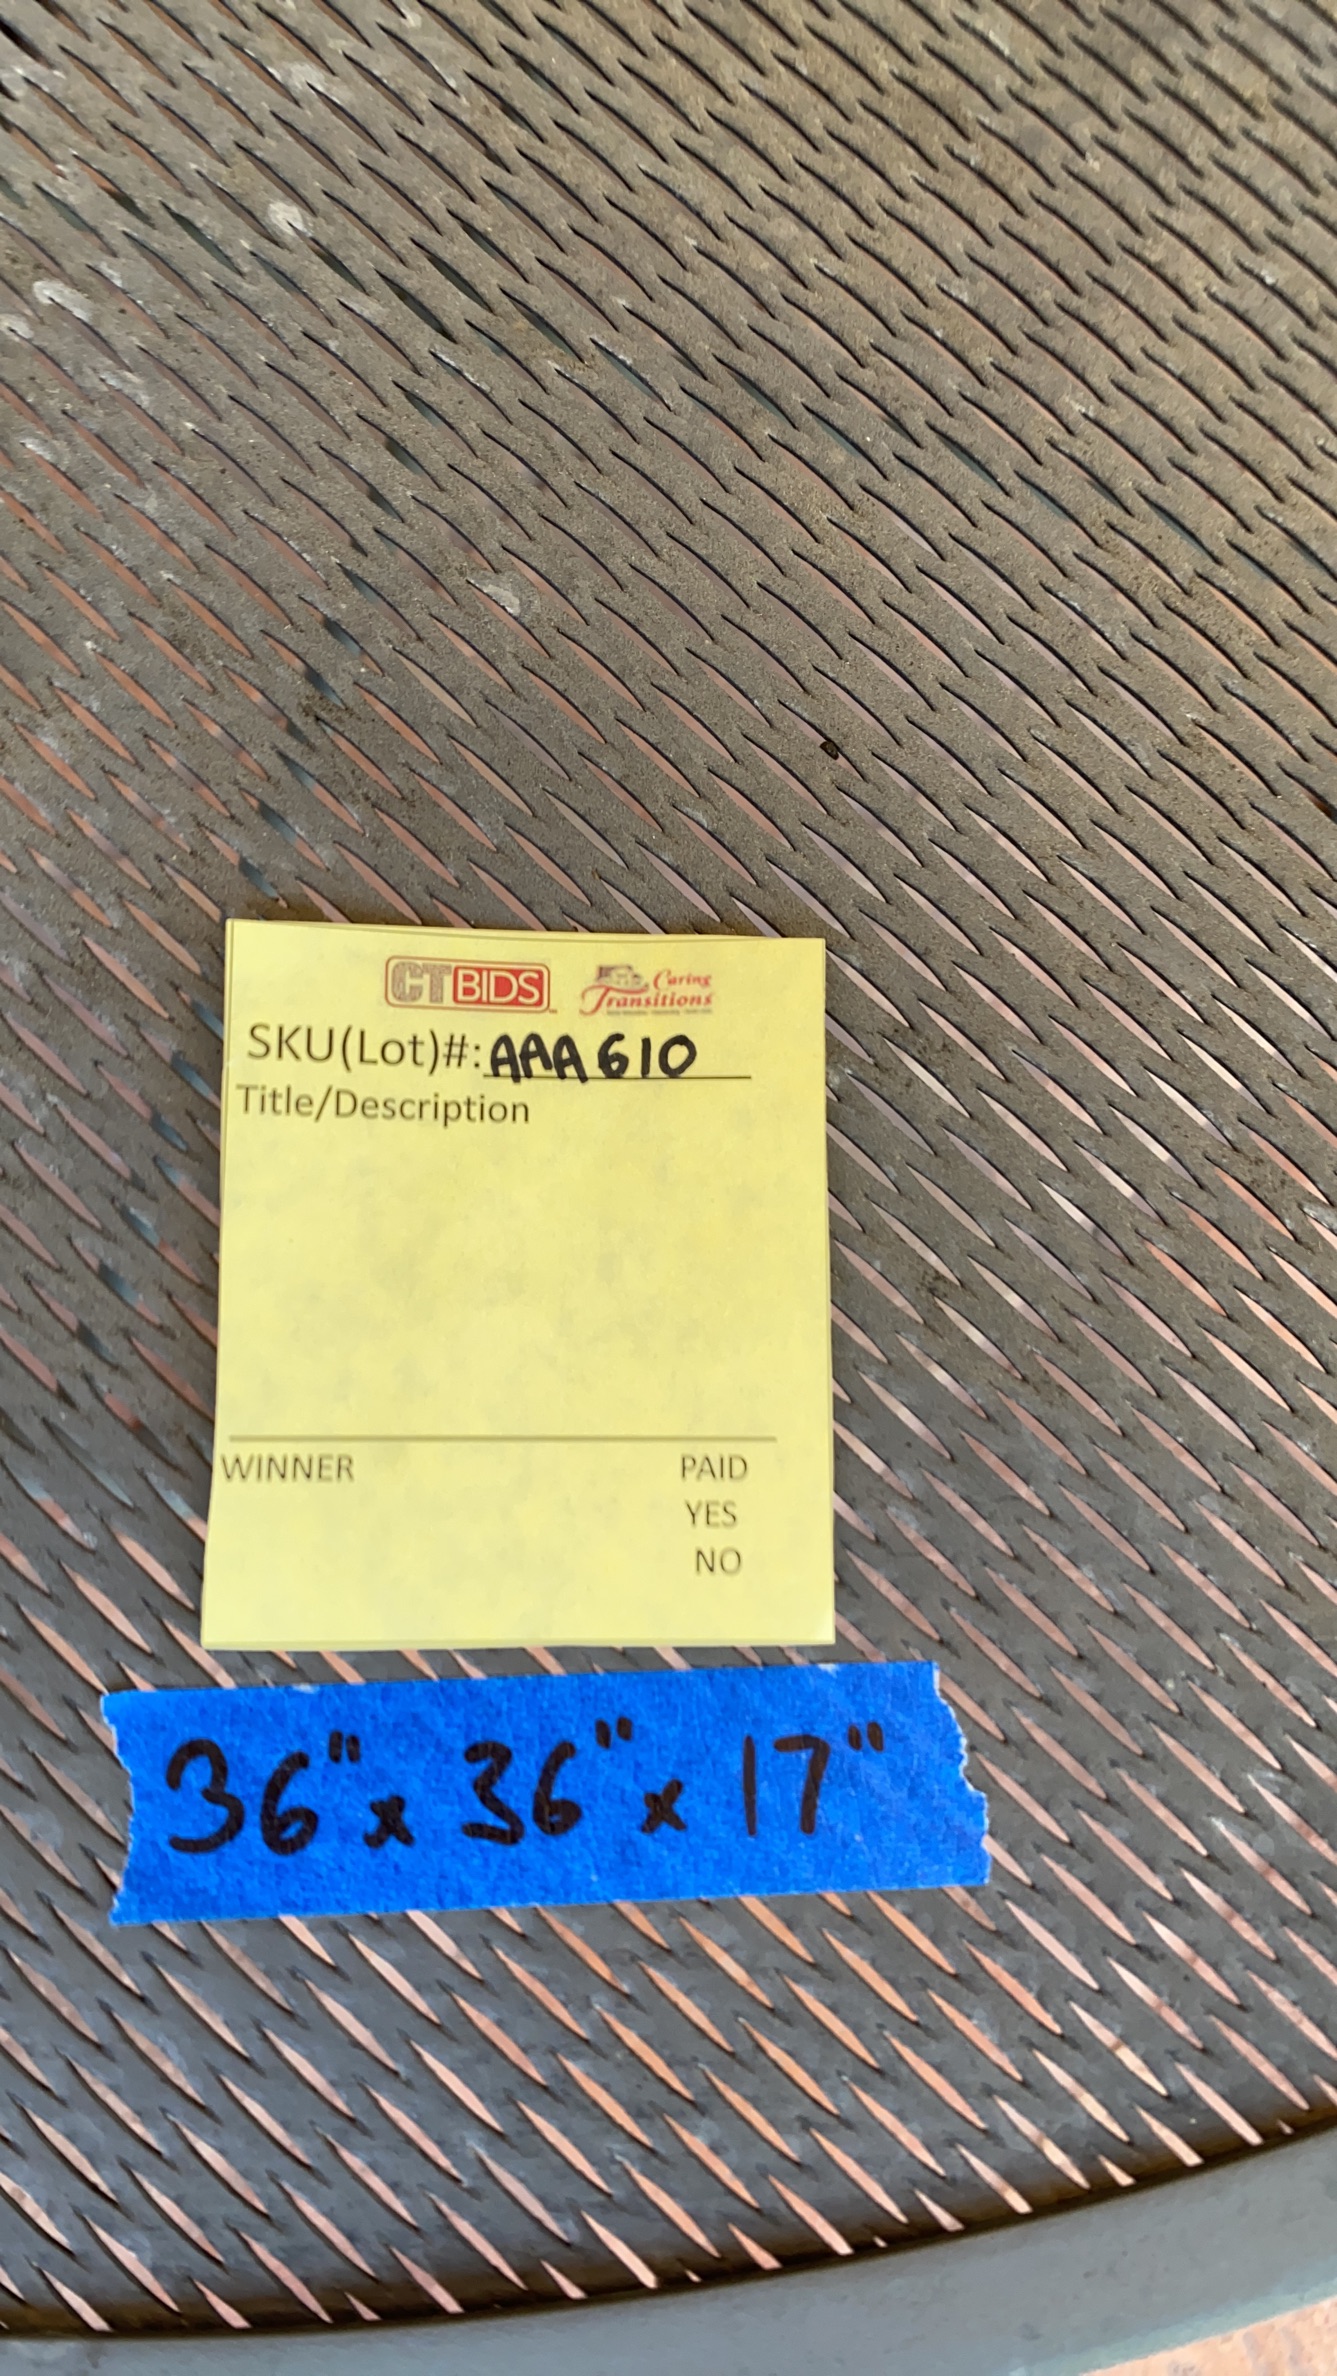 CTBIDS
Caring
Transitions
SKU(Lot)#: AAA610
Title/Description
WINNER PAID
YES
NO
36" x 36" x 17"